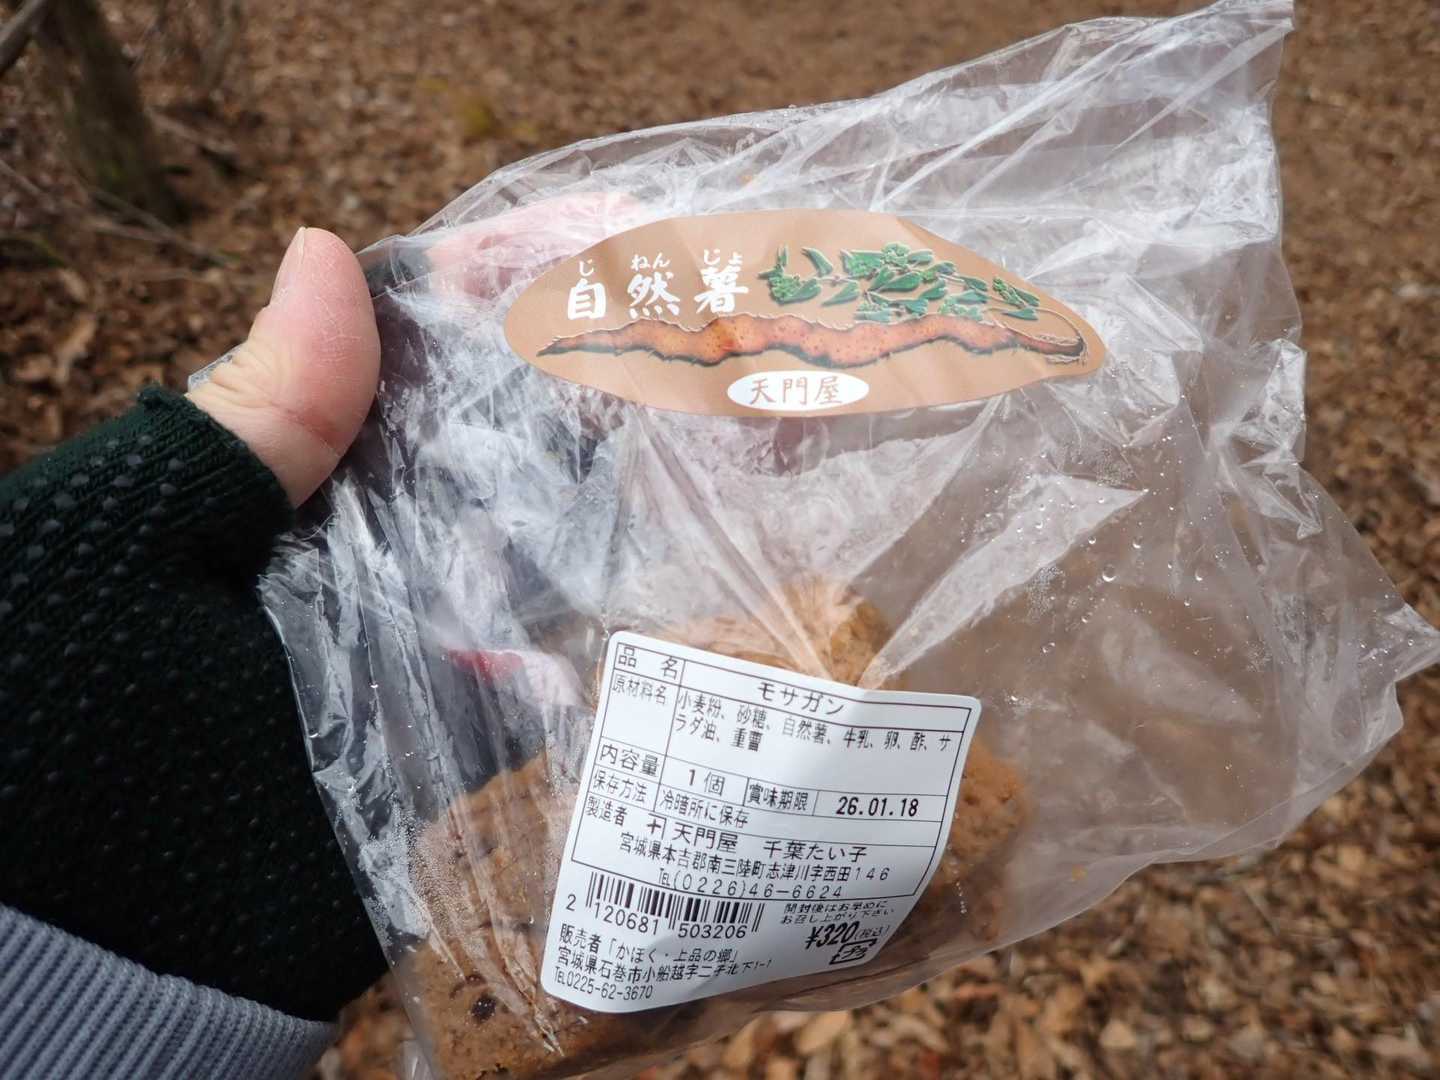 じ ねん じょ
自然薯
天門屋
品 名 モサガン
原材料名 小麦粉、砂糖、自然薯、牛乳、卵、酢、サ
ラダ油、重曹
内容量 1個 賞味期限 26.01.18
保存方法 冷暗所に保存
製造者 天門屋 千葉たい子
宮城県本吉郡南三陸町志津川字西田146
TEL(0226)46-6624
2 120681 503206
開封後はお早めに
お召し上がり下さい
¥320(税込)
プラ
販売者「かほく・上品の郷」
宮城県石巻市小船越字二子北下1-1
TEL0225-62-3670